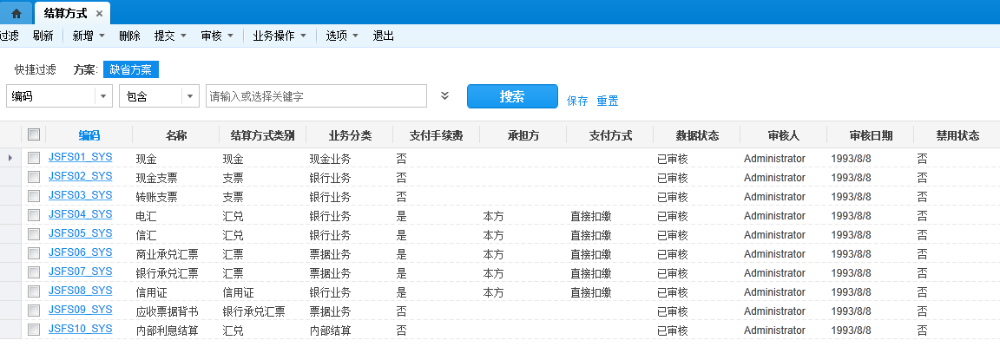 结算方式 ×
过滤 刷新 新增 删除 提交 审核 业务操作 选项 退出
快捷过滤 方案: 缺省方案
编码 包含 请输入或选择关键字 搜索 保存 重置
编码 名称 结算方式类别 业务分类 支付手续费 承担方 支付方式 数据状态 审核人 审核日期 禁用状态
JSFS01_SYS 现金 现金 现金业务 否 已审核 Administrator 1993/8/8 否
JSFS02_SYS 现金支票 支票 银行业务 否 已审核 Administrator 1993/8/8 否
JSFS03_SYS 转账支票 支票 银行业务 否 已审核 Administrator 1993/8/8 否
JSFS04_SYS 电汇 汇兑 银行业务 是 本方 直接扣缴 已审核 Administrator 1993/8/8 否
JSFS05_SYS 信汇 汇兑 银行业务 是 本方 直接扣缴 已审核 Administrator 1993/8/8 否
JSFS06_SYS 商业承兑汇票 汇票 票据业务 是 本方 直接扣缴 已审核 Administrator 1993/8/8 否
JSFS07_SYS 银行承兑汇票 汇票 票据业务 是 本方 直接扣缴 已审核 Administrator 1993/8/8 否
JSFS08_SYS 信用证 信用证 银行业务 是 本方 直接扣缴 已审核 Administrator 1993/8/8 否
JSFS09_SYS 应收票据背书 银行承兑汇票 票据业务 否 已审核 Administrator 1993/8/8 否
JSFS10_SYS 内部利息结算 汇兑 内部结算 否 已审核 Administrator 1993/8/8 否